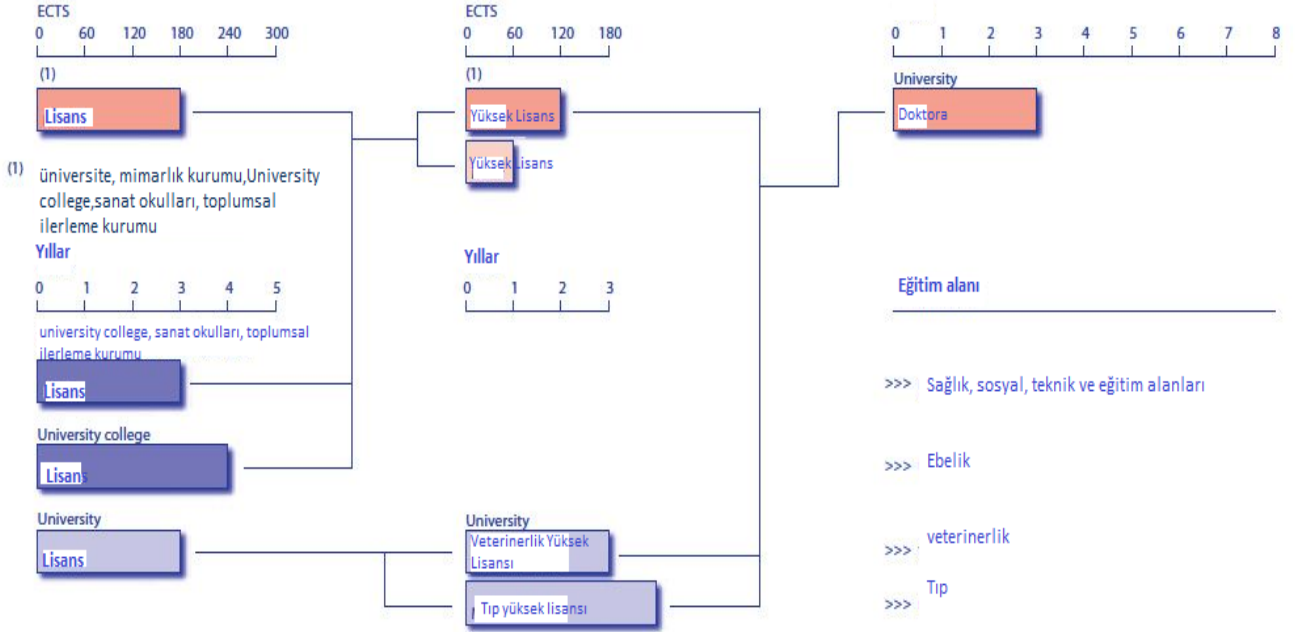 ECTS
0 60 120 180 240 300
(1)
Lisans
(1) üniversite, mimarlık kurumu,University
college,sanat okulları, toplumsal
ilerleme kurumu
Yıllar
0 1 2 3 4 5
university college, sanat okulları, toplumsal
ilerleme kurumu
Lisans
University college
Lisans
University
Lisans
ECTS
0 60 120 180
(1)
Yüksek Lisans
Yüksek Lisans
Yıllar
0 1 2 3
University
Veterinerlik Yüksek
Lisansı
Tıp yüksek lisansı
0 1 2 3 4 5 6 7 8
University
Doktora
Eğitim alanı
>>> Sağlık, sosyal, teknik ve eğitim alanları
>>> Ebelik
>>> veterinerlik
>>> Tıp